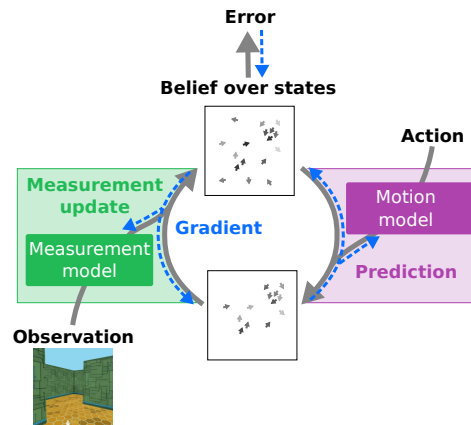 Error
Belief over states
Action
Measurement
update
Gradient
Motion
model
Measurement
model
Prediction
Observation